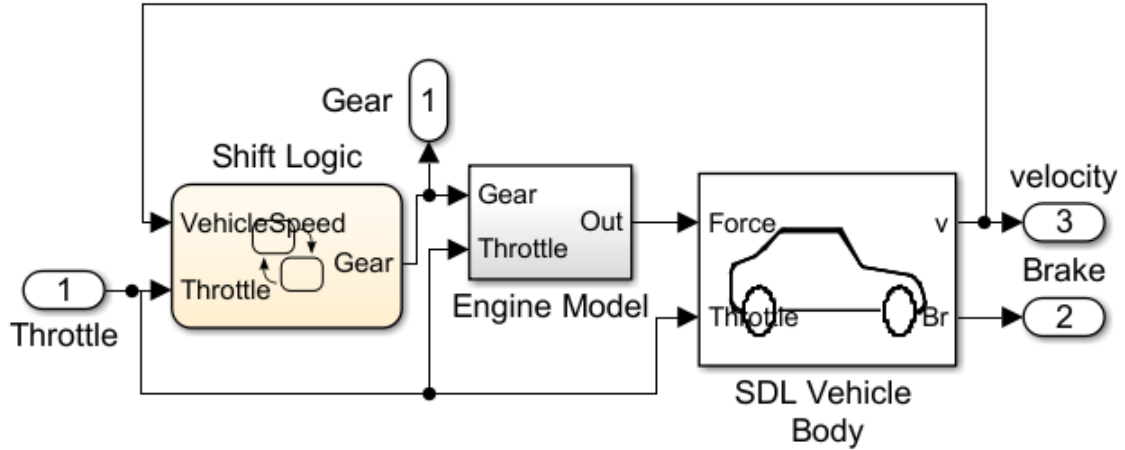 Gear
1
Shift Logic
VehicleSpeed
Gear
Throttle
1
Throttle
Gear
Out
Throttle
Engine Model
Force
v
Throttle
Br
SDL Vehicle
Body
velocity
3
Brake
2